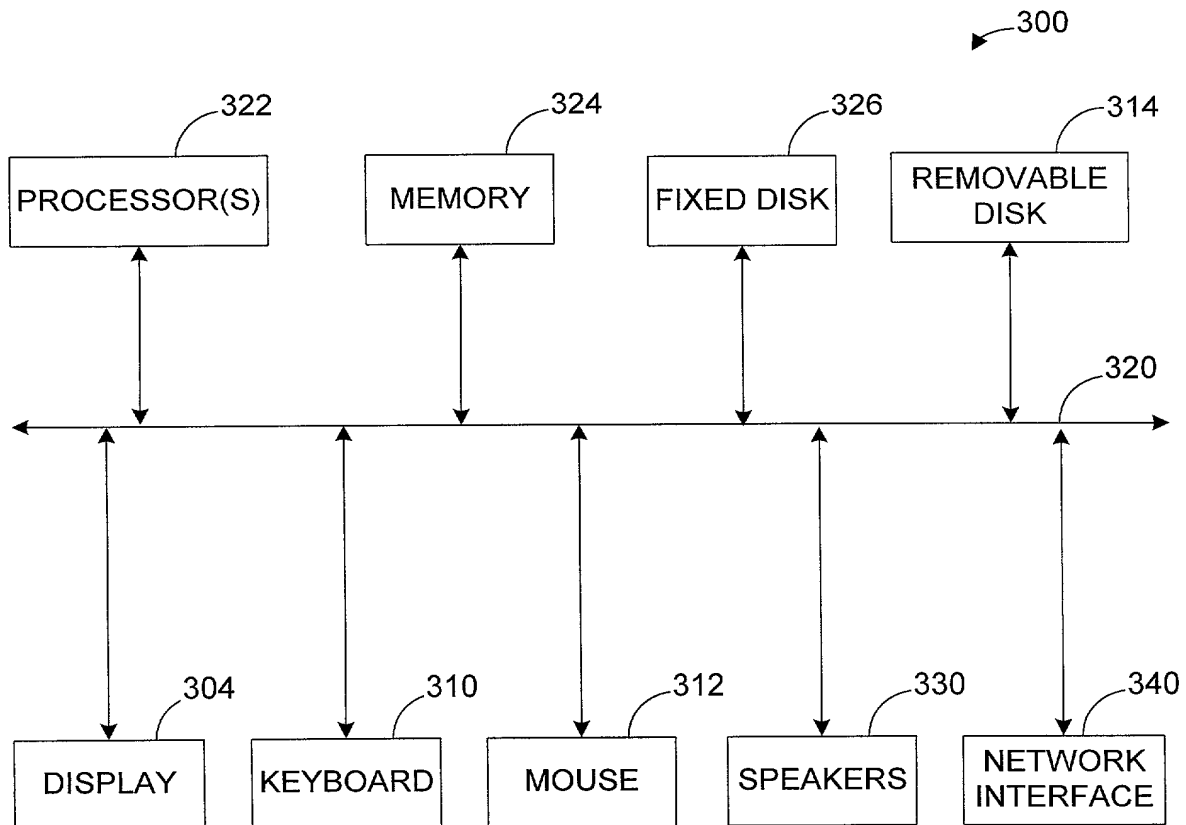 300
322
324
326
314
PROCESSOR(S)
MEMORY
FIXED DISK
REMOVABLE
DISK
320
304
310
312
330
340
DISPLAY
KEYBOARD
MOUSE
SPEAKERS
NETWORK
INTERFACE